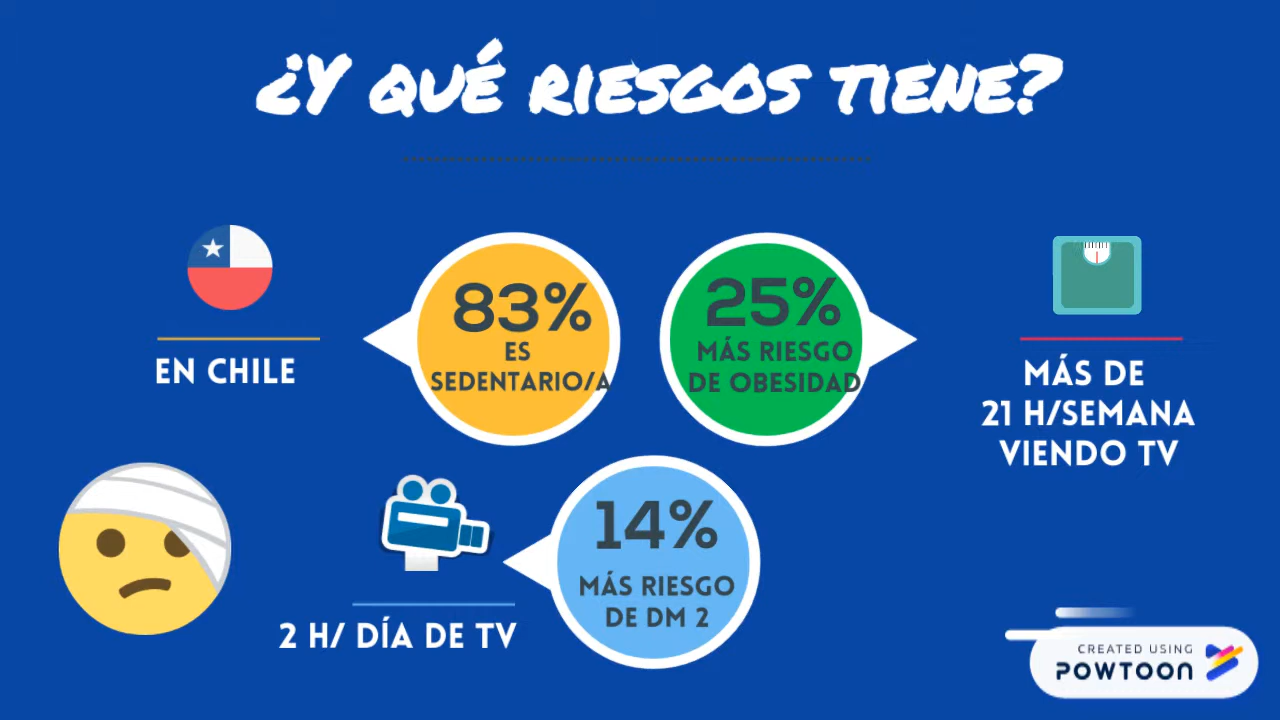 ¿Y QUÉ RIESGOS TIENE?
EN CHILE
83%
ES
SEDENTARIO/A
25%
MÁS RIESGO
DE OBESIDAD
MÁS DE
21 H/SEMANA
VIENDO TV
2 H/ DÍA DE TV
14%
MÁS RIESGO
DE DM 2
CREATED USING
POWTOON